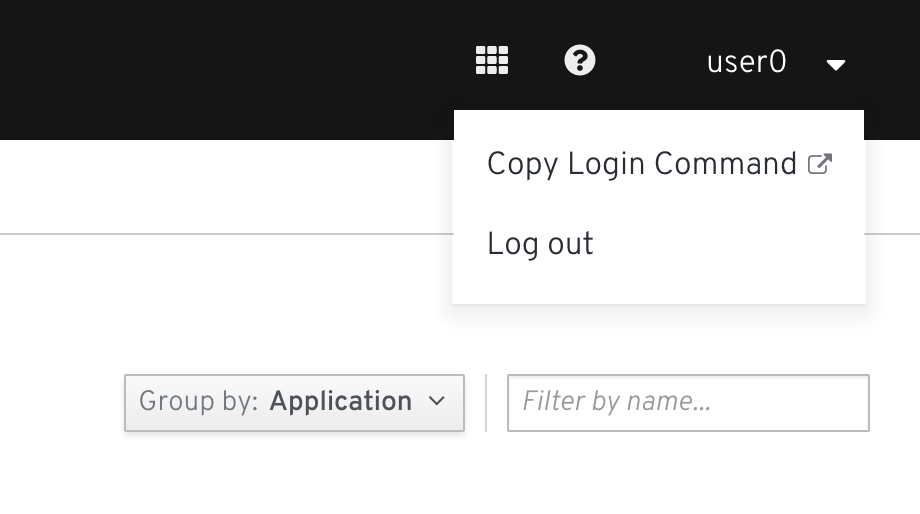 user0
Copy Login Command
Log out
Group by: Application
Filter by name...